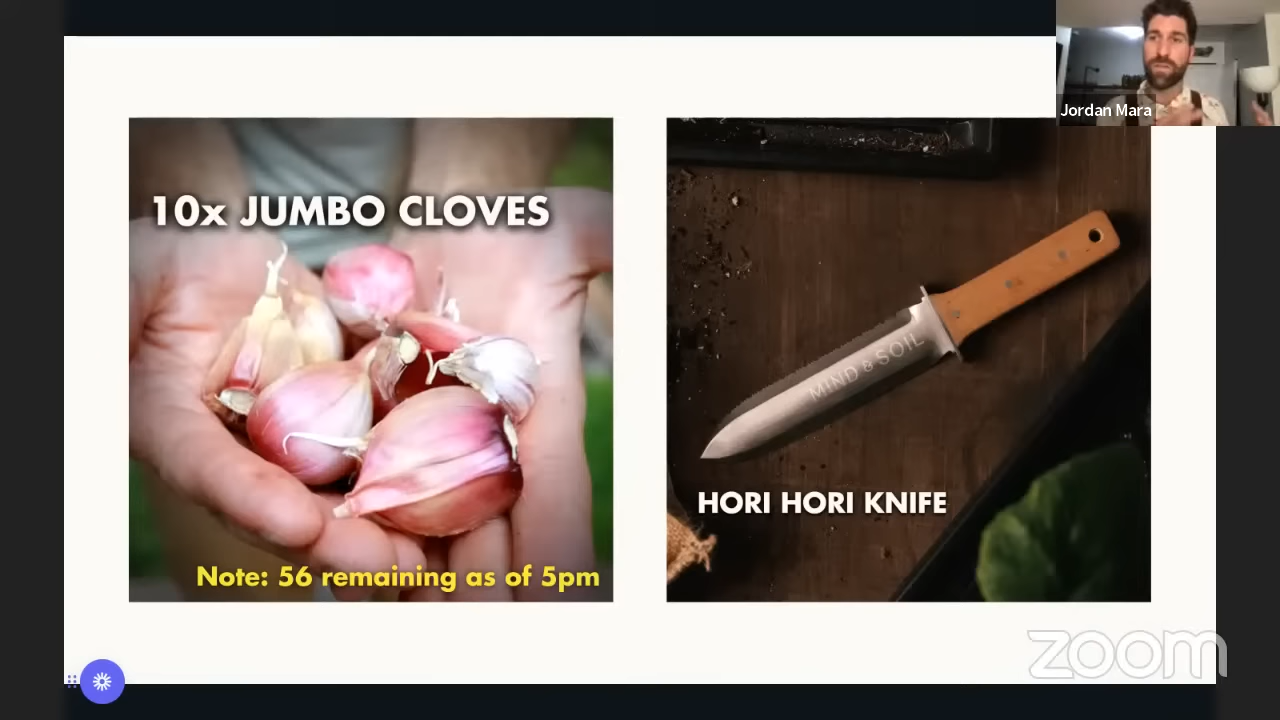 Jordan Mara
10x JUMBO CLOVES
MIND & SOIL
HORI HORI KNIFE
Note: 56 remaining as of 5pm
zoom